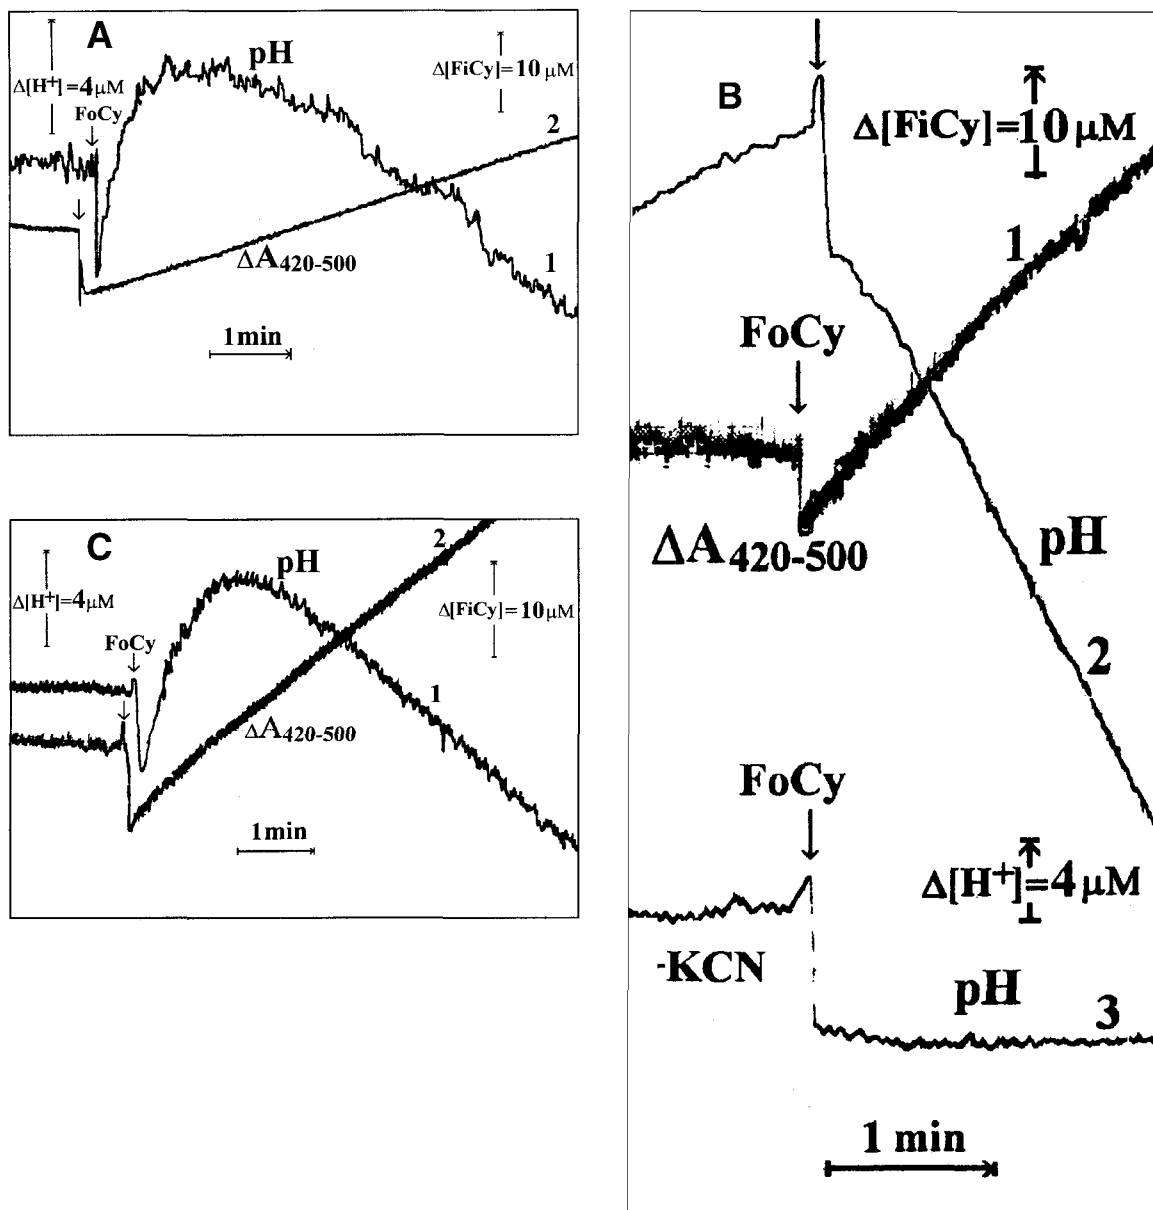 A
pH
Δ[H+]=4μM
FoCy
Δ[FiCy]=10μM
2
ΔA420-500
1
1min
B
Δ[FiCy]=10μM
1
FoCy
ΔA420-500
pH
2
FoCy
Δ[H+]=4μM
-KCN
pH
3
1 min
C
pH
2
Δ[H+]=4μM
Δ[FiCy]=10μM
FoCy
1
ΔA420-500
1min